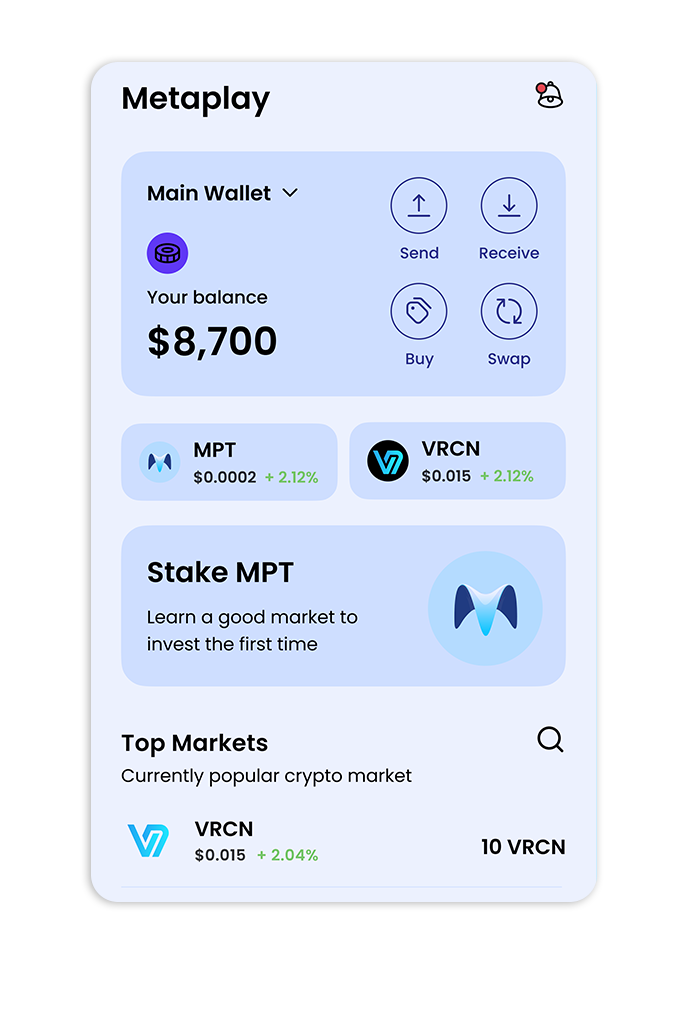 Metaplay
Main Wallet
Your balance
$8,700
Send
Receive
Buy
Swap
MPT
$0.0002 + 2.12%
VRCN
$0.015 + 2.12%
Stake MPT
Learn a good market to
invest the first time
Top Markets
Currently popular crypto market
VRCN
$0.015 + 2.04%
10 VRCN